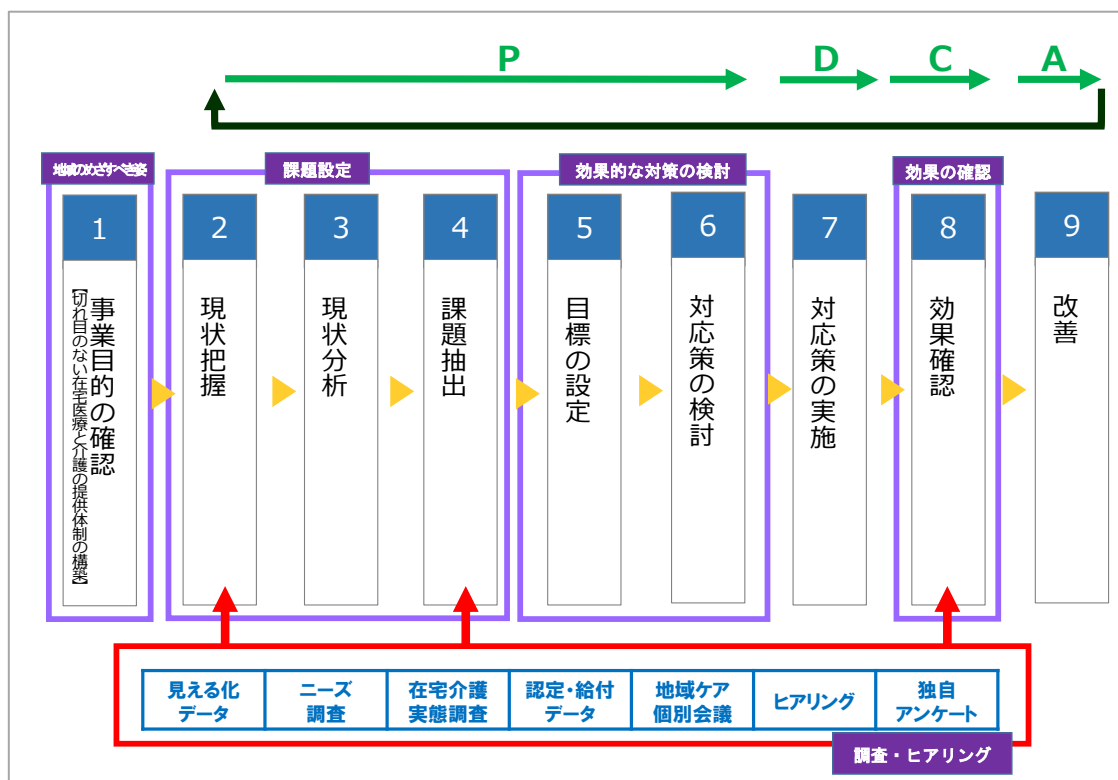 P
D
C
A
地域のめざすべき姿
課題設定
効果的な対策の検討
効果の確認
1
事業目的の確認
【切れ目のない在宅医療と介護の提供体制の構築】
2
現状把握
3
現状分析
4
課題抽出
5
目標の設定
6
対応策の検討
7
対応策の実施
8
効果確認
9
改善
見える化
データ
ニーズ
調査
在宅介護
実態調査
認定・給付
データ
地域ケア
個別会議
ヒアリング
独自
アンケート
調査・ヒアリング